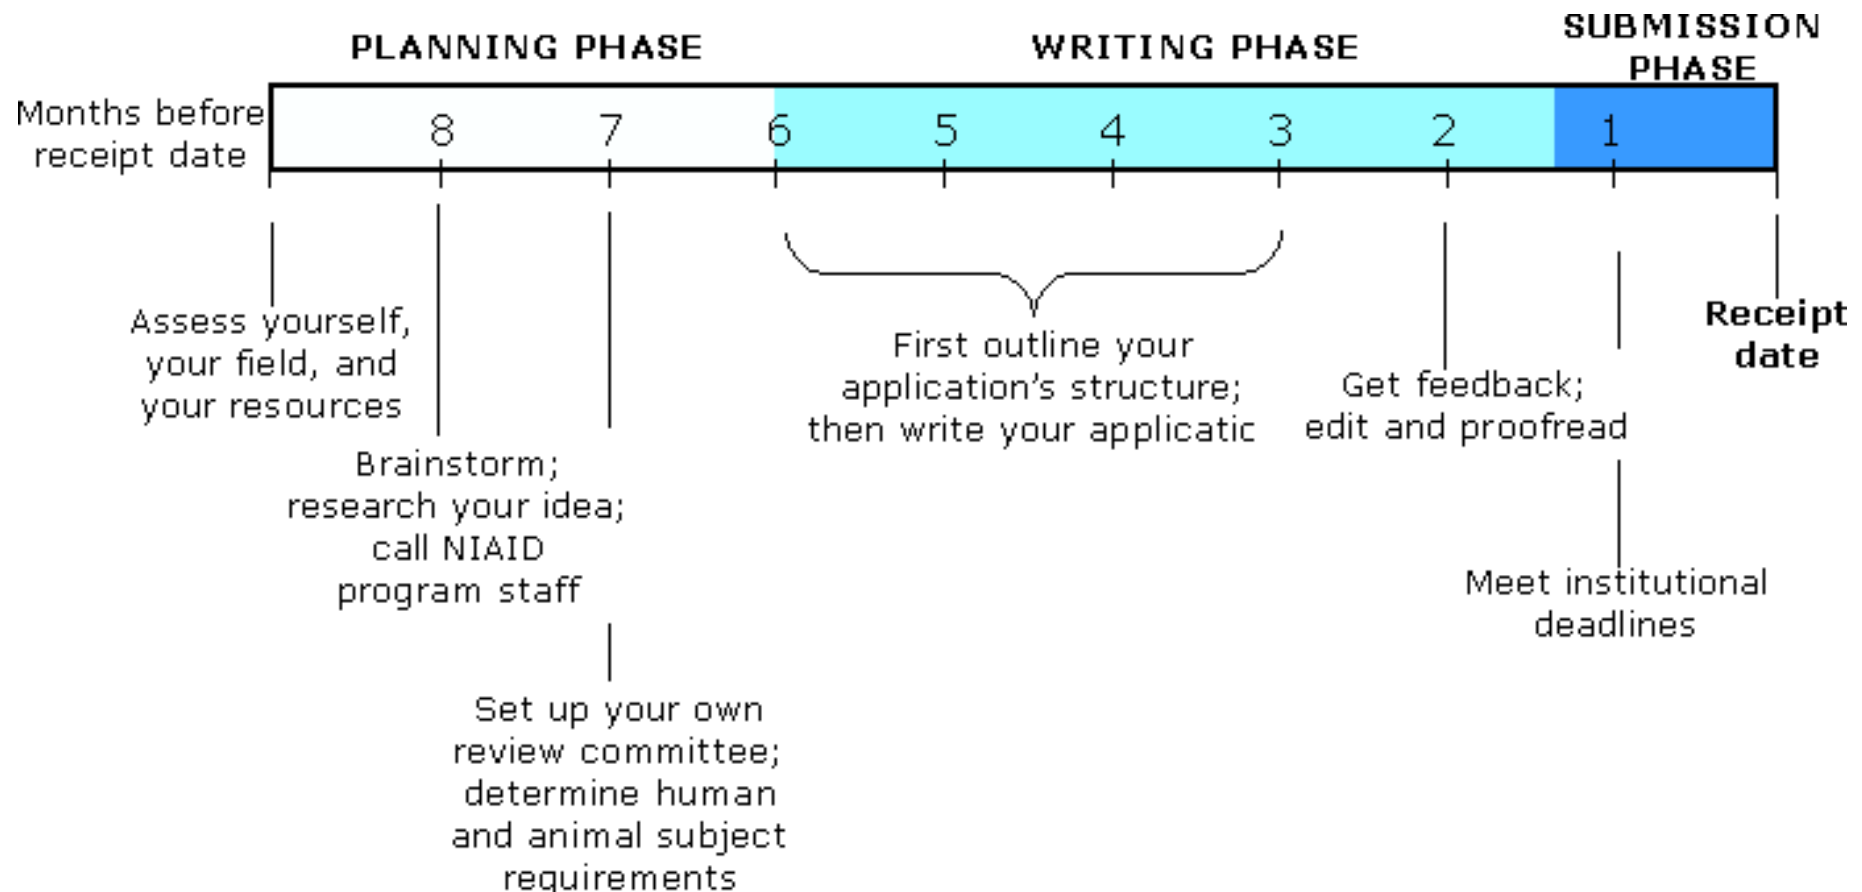 PLANNING PHASE
WRITING PHASE
SUBMISSION
PHASE
Months before
receipt date
8 7 6 5 4 3 2 1
Assess yourself,
your field, and
your resources
Brainstorm;
research your idea;
call NIAID
program staff
Set up your own
review committee;
determine human
and animal subject
requirements
First outline your
application's structure;
then write your applicatic
Get feedback;
edit and proofread
Meet institutional
deadlines
Receipt
date